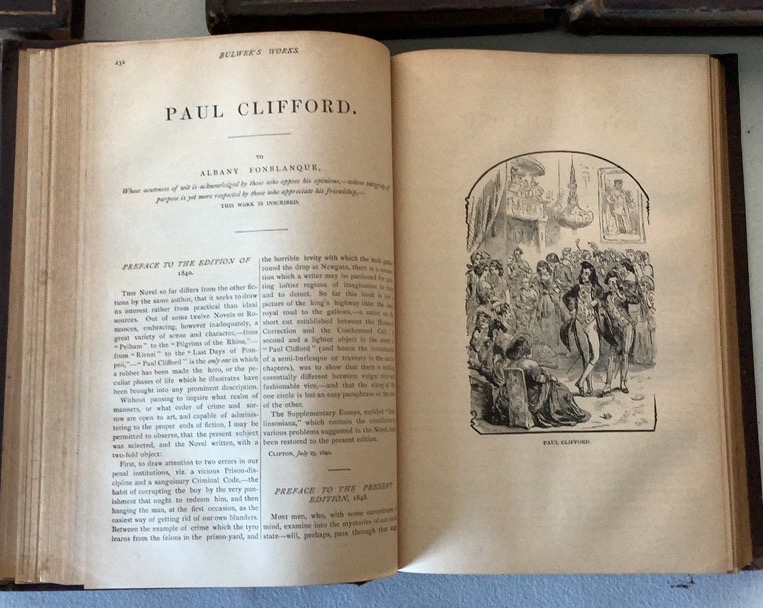 232
BULWER'S WORKS.
PAUL CLIFFORD.
TO
ALBANY FONBLANQUE,
Whose acuteness of wit is acknowledged by those who oppose his opinions,—whose integrity of
purpose is yet more respected by those who appreciate his friendship,—
THIS WORK IS INSCRIBED.
PREFACE TO THE EDITION OF
1840.
THIS Novel so far differs from the other fic-
tions by the same author, that it seeks to draw
its interest rather from practical than ideal
sources. Out of some twelve Novels or Ro-
mances, embracing, however inadequately, a
great variety of scene and character,—from
"Pelham" to the "Pilgrims of the Rhine,"—
from "Rienzi" to the "Last Days of Pom-
peii,"—"Paul Clifford" is the only one in which
a robber has been made the hero, or the pe-
culiar phases of life which he illustrates have
been brought into any prominent description.
Without pausing to inquire what realm of
manners, or what order of crime and sor-
row are open to art, and capable of adminis-
tering to the proper ends of fiction, I may be
permitted to observe, that the present subject
was selected, and the Novel written, with a
two-fold object:
First, to draw attention to two errors in our
penal institutions, viz. a vicious Prison-dis-
cipline and a sanguinary Criminal Code,—the
habit of corrupting the boy by the very pun-
ishment that ought to redeem him, and then
hanging the man, at the first occasion, as the
easiest way of getting rid of our own blunders.
Between the example of crime which the tyro
learns from the felons in the prison-yard, and
the horrible levity with which the mob
round the drop at Newgate, there is a
tion which a writer may be pardoned for
ting loftier regions of imagination to
and to detect. So far this book is
picture of the king's highway than the
royal road to the gallows,—a satire on
short cut established between the House
Correction and the Condemned Cell.
second and a lighter object in the novel
"Paul Clifford" (and hence the
of a semi-burlesque or travesty in the
chapters), was to show that there is
essentially different between vulgar
fashionable vice,—and that the slang of
one circle is but an easy paraphrase of the
of the other.
The Supplementary Essays, entitled
linsoniana," which contain the
various problems suggested in the Novel, have
been restored to the present edition.
CLIFTON, July 25, 1840.
PREFACE TO THE PRESENT
EDITION, 1848.
MOST men, who, with some
mind, examine into the mysteries of our
state—will, perhaps, pass through that
PAUL CLIFFORD.